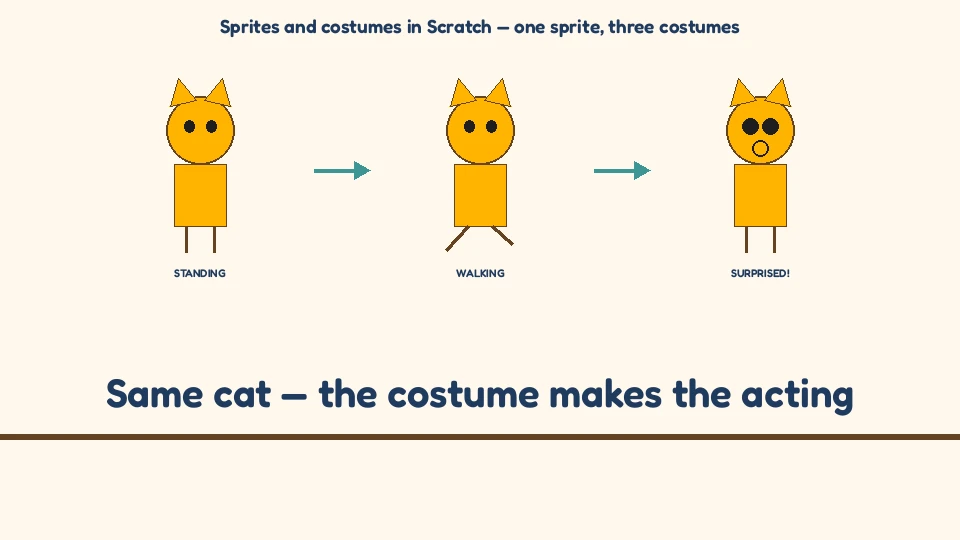 Sprites and costumes in Scratch — one sprite, three costumes
STANDING
WALKING
SURPRISED!
Same cat — the costume makes the acting